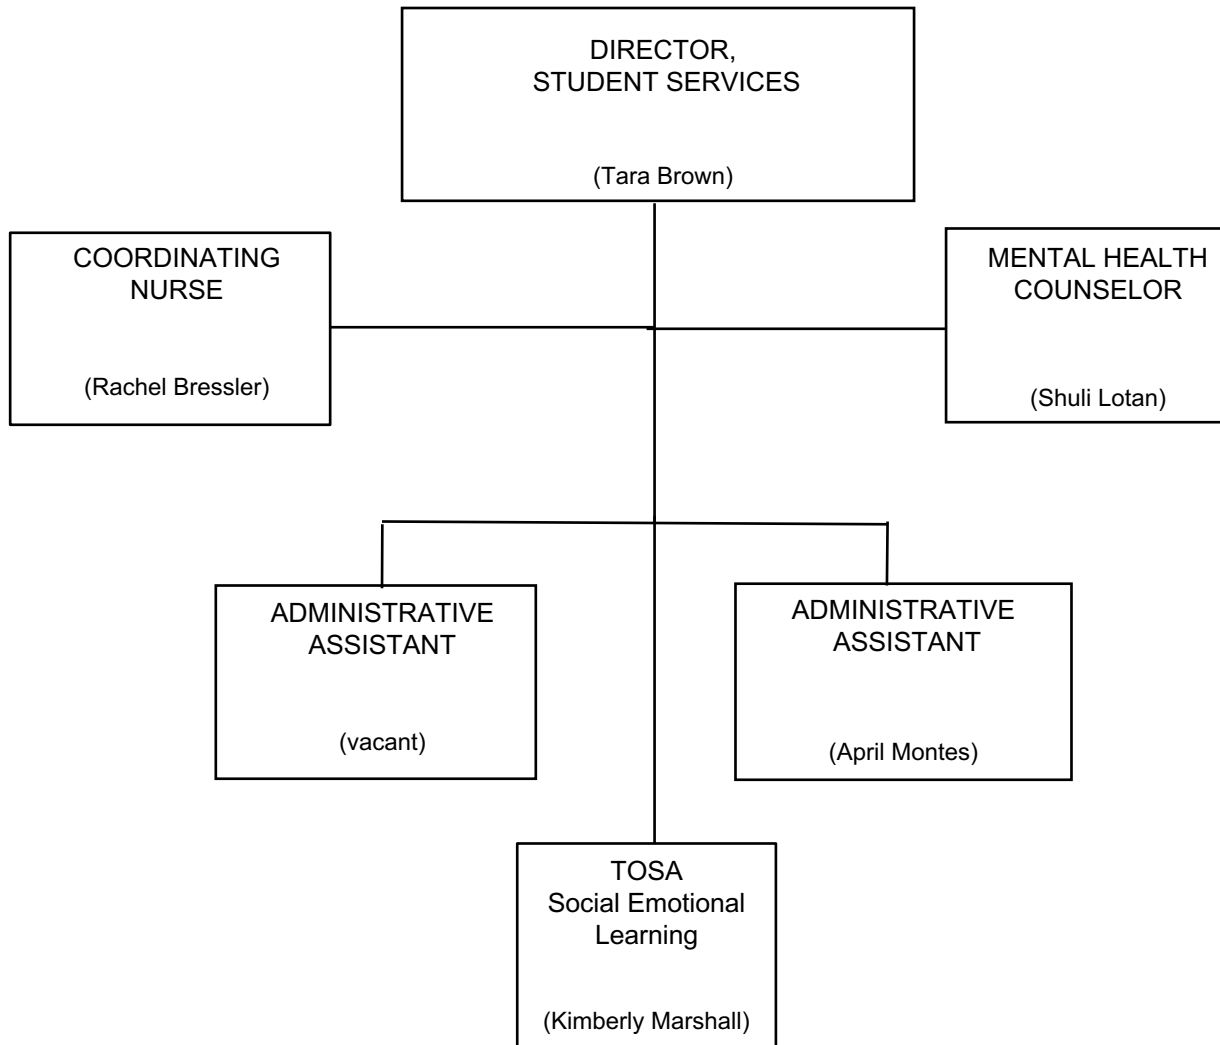 DIRECTOR,
STUDENT SERVICES
(Tara Brown)
COORDINATING
NURSE
(Rachel Bressler)
MENTAL HEALTH
COUNSELOR
(Shuli Lotan)
ADMINISTRATIVE
ASSISTANT
(vacant)
ADMINISTRATIVE
ASSISTANT
(April Montes)
TOSA
Social Emotional
Learning
(Kimberly Marshall)